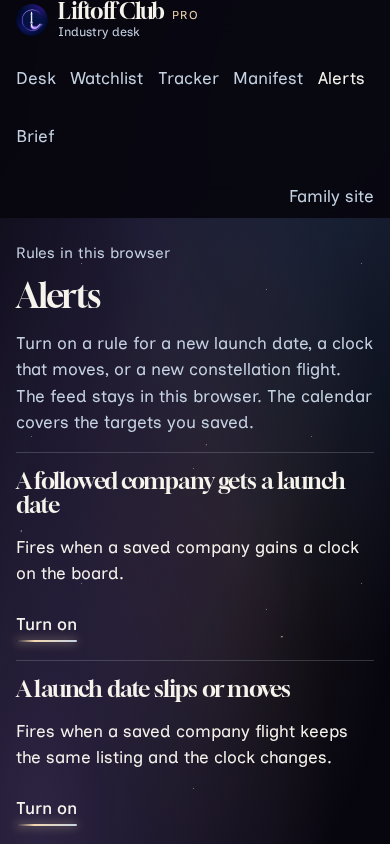 Liftoff Club PRO
Industry desk
Desk Watchlist Tracker Manifest Alerts
Brief
Family site
Rules in this browser
Alerts
Turn on a rule for a new launch date, a clock
that moves, or a new constellation flight.
The feed stays in this browser. The calendar
covers the targets you saved.
A followed company gets a launch
date
Fires when a saved company gains a clock
on the board.
Turn on
A launch date slips or moves
Fires when a saved company flight keeps
the same listing and the clock changes.
Turn on